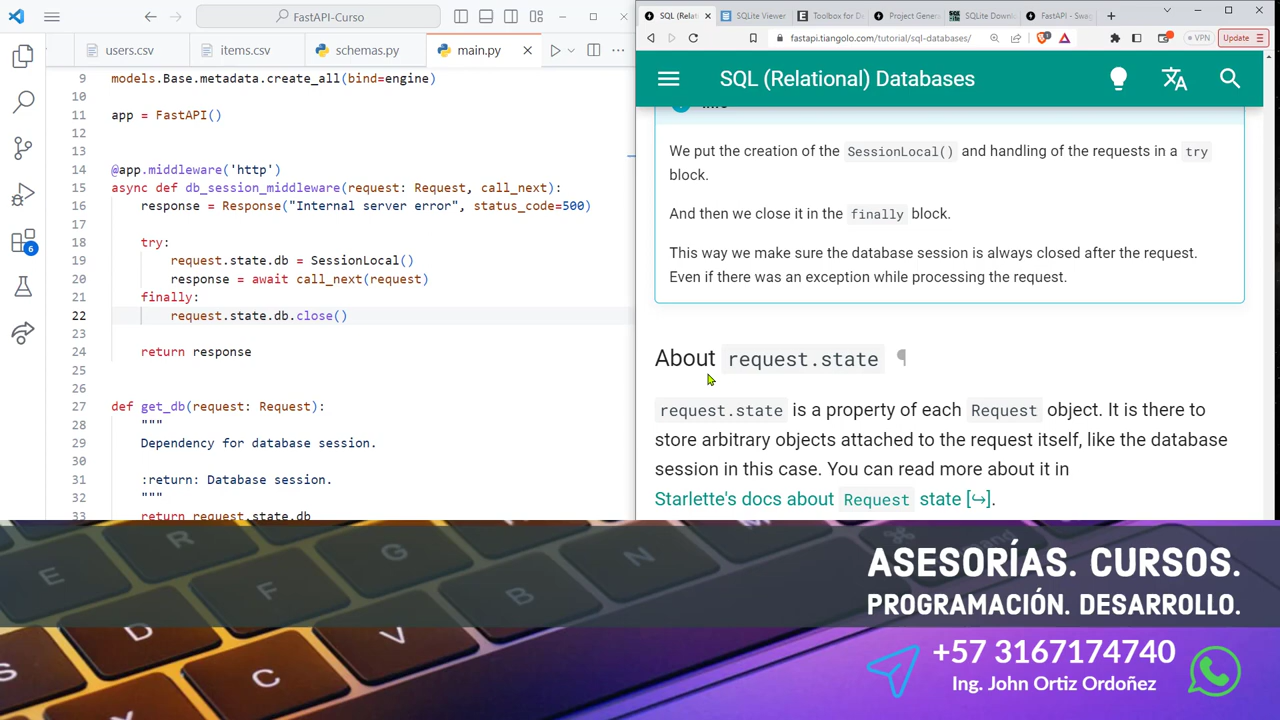 FastAPI-Curso
users.csv
items.csv
schemas.py
main.py
9 models.Base.metadata.create_all(bind=engine)
10
11 app = FastAPI()
12
13
14 @app.middleware('http')
15 async def db_session_middleware(request: Request, call_next):
16 response = Response("Internal server error", status_code=500)
17
18 try:
19 request.state.db = SessionLocal()
20 response = await call_next(request)
21 finally:
22 request.state.db.close()
23
24 return response
25
26
27 def get_db(request: Request):
28 """
29 Dependency for database session.
30
31 :return: Database session.
32 """
33 return request.state.db
6
SQL (Relat
SQLite Viewer
Toolbox for D
Project Gener
SQLite Downl
FastAPI - Swag
fastapi.tiangolo.com/tutorial/sql-databases/
VPN
Update
SQL (Relational) Databases
Info
We put the creation of the SessionLocal() and handling of the requests in a try
block.
And then we close it in the finally block.
This way we make sure the database session is always closed after the request.
Even if there was an exception while processing the request.
About request.state ¶
request.state is a property of each Request object. It is there to
store arbitrary objects attached to the request itself, like the database
session in this case. You can read more about it in
Starlette's docs about Request state [↪].
ASESORÍAS. CURSOS.
PROGRAMACIÓN. DESARROLLO.
+57 3167174740
Ing. John Ortiz Ordoñez